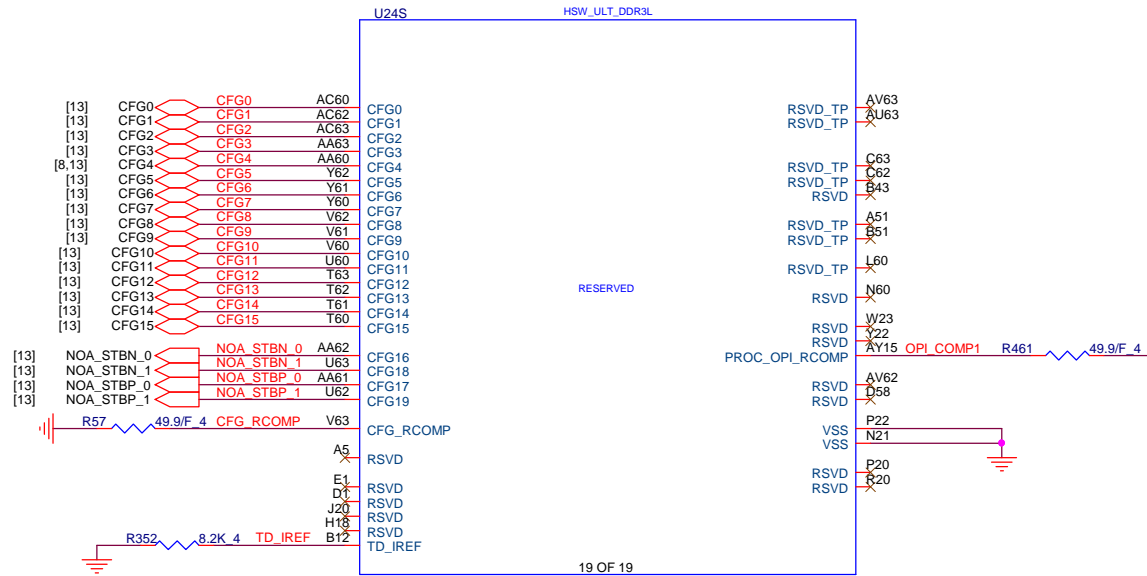 U24S HSW_ULT_DDR3L
[13] CFG0 CFG0 AC60 CFG0
[13] CFG1 CFG1 AC62 CFG1
[13] CFG2 CFG2 AC63 CFG2
[13] CFG3 CFG3 AA63 CFG3
[8,13] CFG4 CFG4 AA60 CFG4
[13] CFG5 CFG5 Y62 CFG5
[13] CFG6 CFG6 Y61 CFG6
[13] CFG7 CFG7 Y60 CFG7
[13] CFG8 CFG8 V62 CFG8
[13] CFG9 CFG9 V61 CFG9
[13] CFG10 CFG10 V60 CFG10
[13] CFG11 CFG11 U60 CFG11
[13] CFG12 CFG12 T63 CFG12
[13] CFG13 CFG13 T62 CFG13
[13] CFG14 CFG14 T61 CFG14
[13] CFG15 CFG15 T60 CFG15
[13] NOA_STBN_0 NOA_STBN_0 AA62 CFG16
[13] NOA_STBN_1 NOA_STBN_1 U63 CFG18
[13] NOA_STBP_0 NOA_STBP_0 AA61 CFG17
[13] NOA_STBP_1 NOA_STBP_1 U62 CFG19
R57 49.9/F_4 CFG_RCOMP V63 CFG_RCOMP
A5 RSVD
E1 RSVD
D1 RSVD
J20 RSVD
H18 RSVD
R352 8.2K_4 TD_IREF B12 TD_IREF
RESERVED
RSVD_TP AV63
RSVD_TP AU63
RSVD_TP C63
RSVD_TP C62
RSVD B43
RSVD_TP A51
RSVD_TP B51
RSVD_TP L60
RSVD N60
RSVD W23
RSVD Y22
PROC_OPI_RCOMP AY15 OPI_COMP1 R461 49.9/F_4
RSVD AV62
RSVD D58
VSS P22
VSS N21
RSVD P20
RSVD R20
19 OF 19